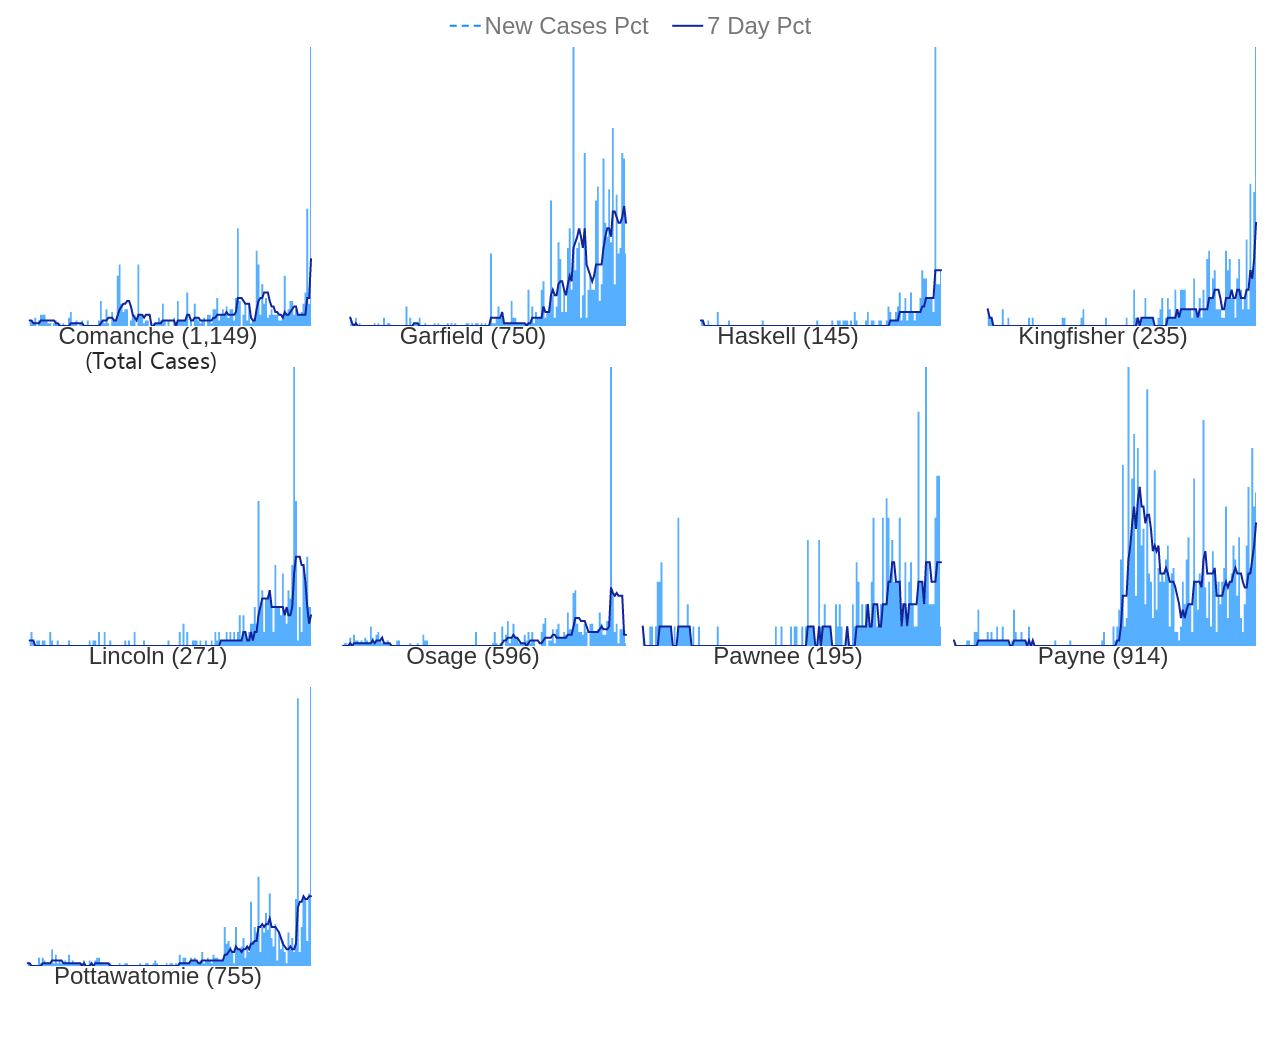 New Cases Pct 7 Day Pct
Comanche (1,149) Garfield (750) Haskell (145) Kingfisher (235)
(Total Cases)
Lincoln (271) Osage (596) Pawnee (195) Payne (914)
Pottawatomie (755)